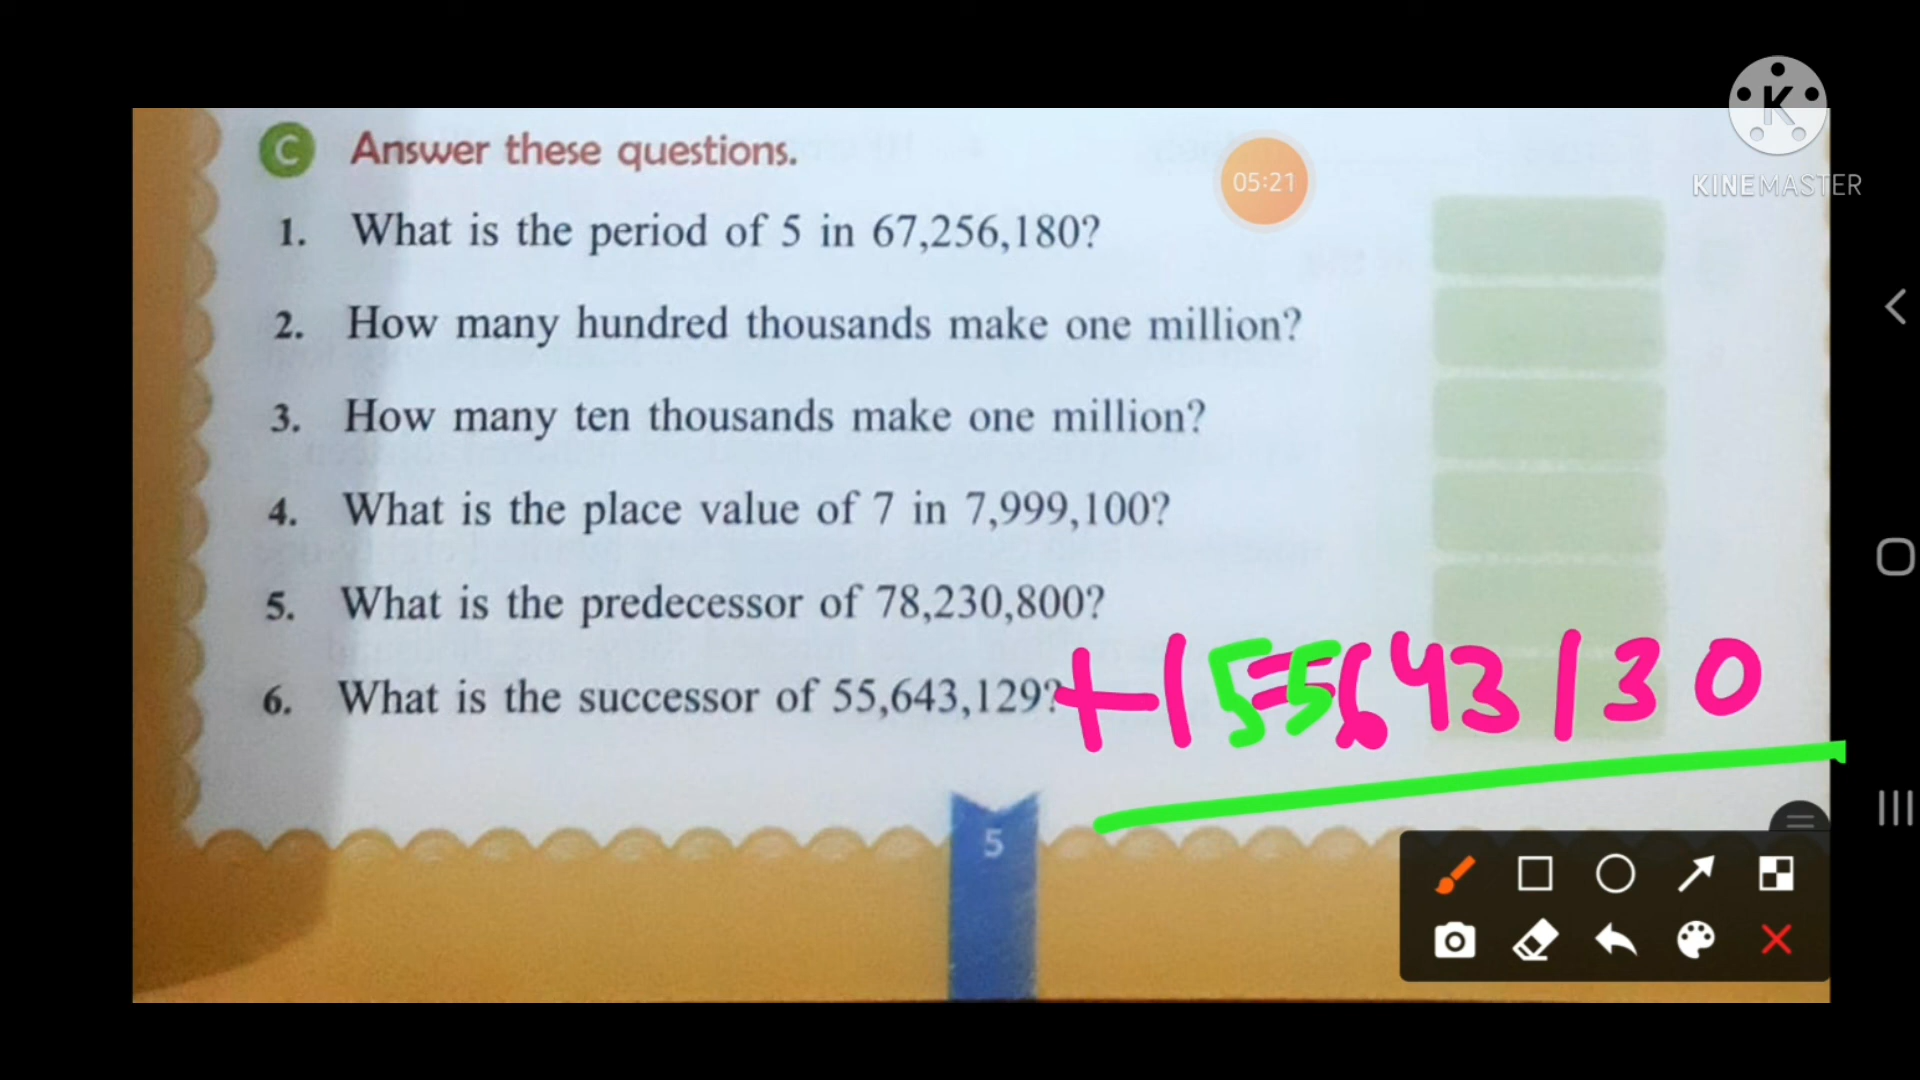 C Answer these questions.
05:21
K
KINEMASTER
1. What is the period of 5 in 67,256,180?
2. How many hundred thousands make one million?
3. How many ten thousands make one million?
4. What is the place value of 7 in 7,999,100?
5. What is the predecessor of 78,230,800?
6. What is the successor of 55,643,129? +1 = 55643130
5